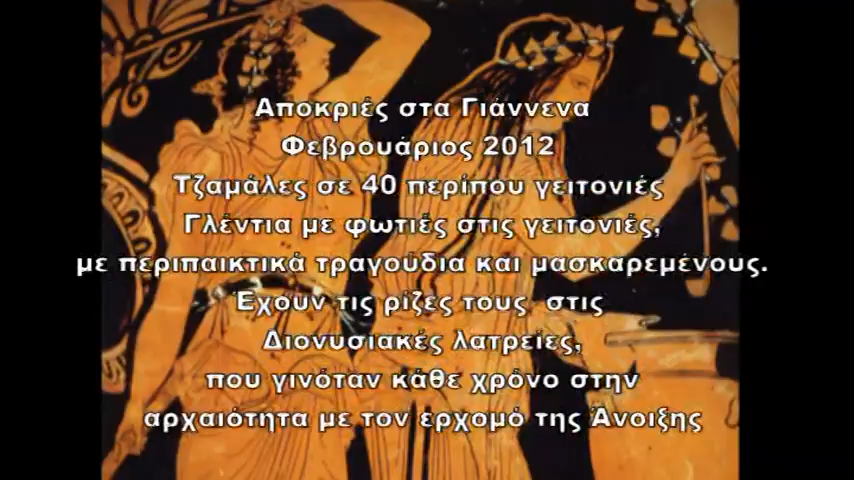 Αποκριές στα Γιάννενα
Φεβρουάριος 2012
Τζαμάλες σε 40 περίπου γειτονιές
Γλέντια με φωτιές στις γειτονιές,
με περιπαικτικά τραγούδια και μασκαρεμένους.
Έχουν τις ρίζες τους στις
Διονυσιακές λατρείες,
που γινόταν κάθε χρόνο στην
αρχαιότητα με τον ερχομό της Άνοιξης